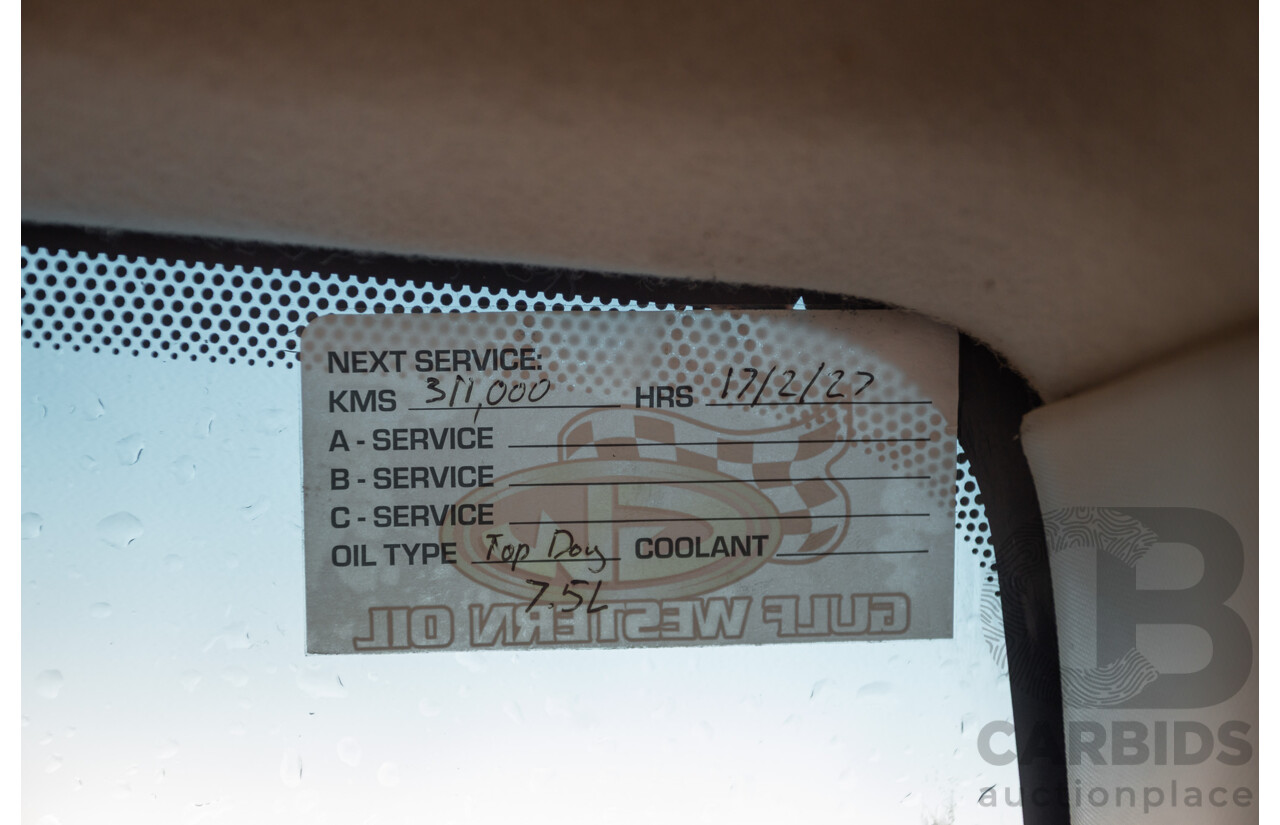 NEXT SERVICE:
KMS 311,000 HRS 17/2/27
A - SERVICE
B - SERVICE
C - SERVICE
OIL TYPE Top Dog COOLANT
7.5L
GULF WESTERN OIL
B
CARBIDS
auctionplace